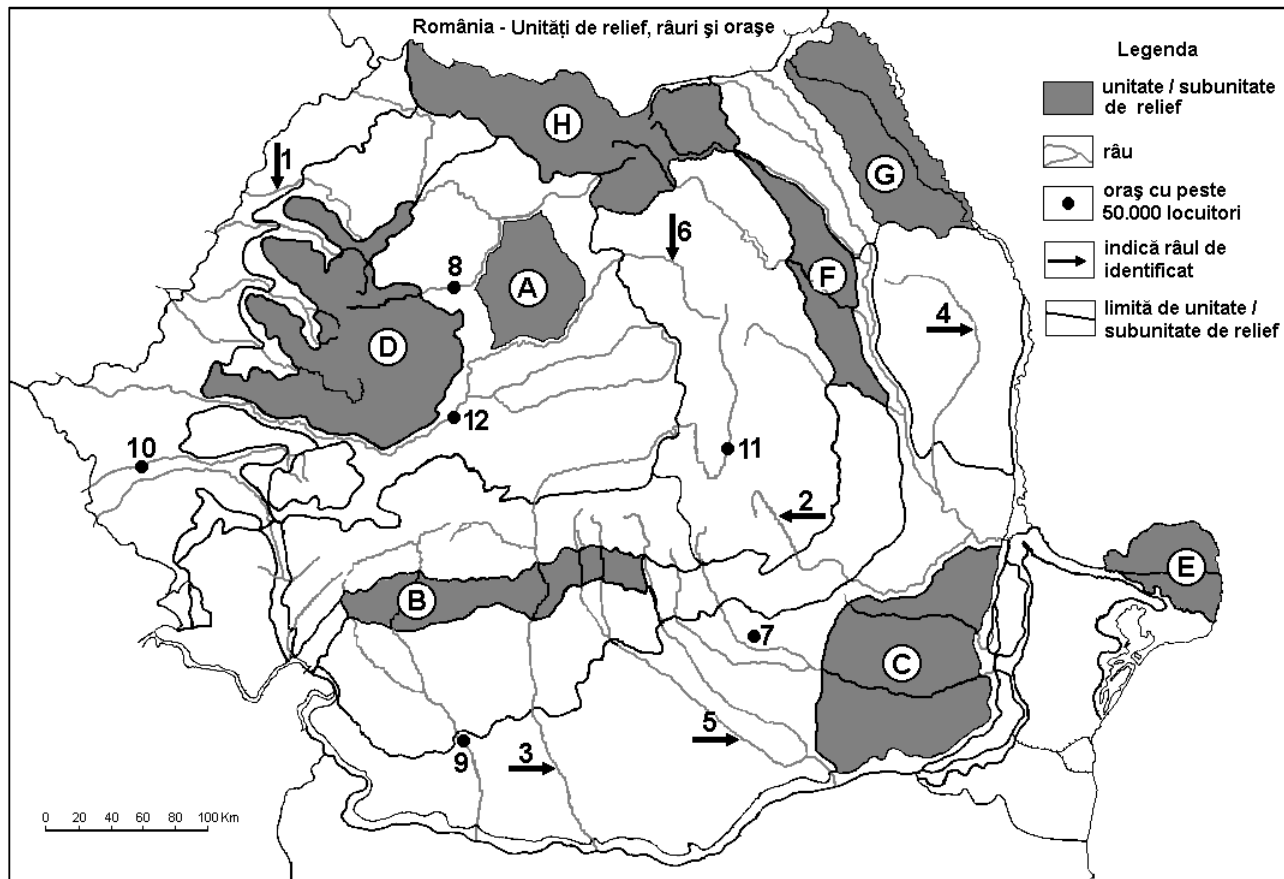 România - Unități de relief, râuri și orașe
Legenda
unitate / subunitate
de relief
râu
oraș cu peste
50.000 locuitori
indică râul de
identificat
limită de unitate /
subunitate de relief
H
G
1
6
F
8
A
4
D
12
10
11
2
E
B
7
C
5
9
3
0 20 40 60 80 100 Km